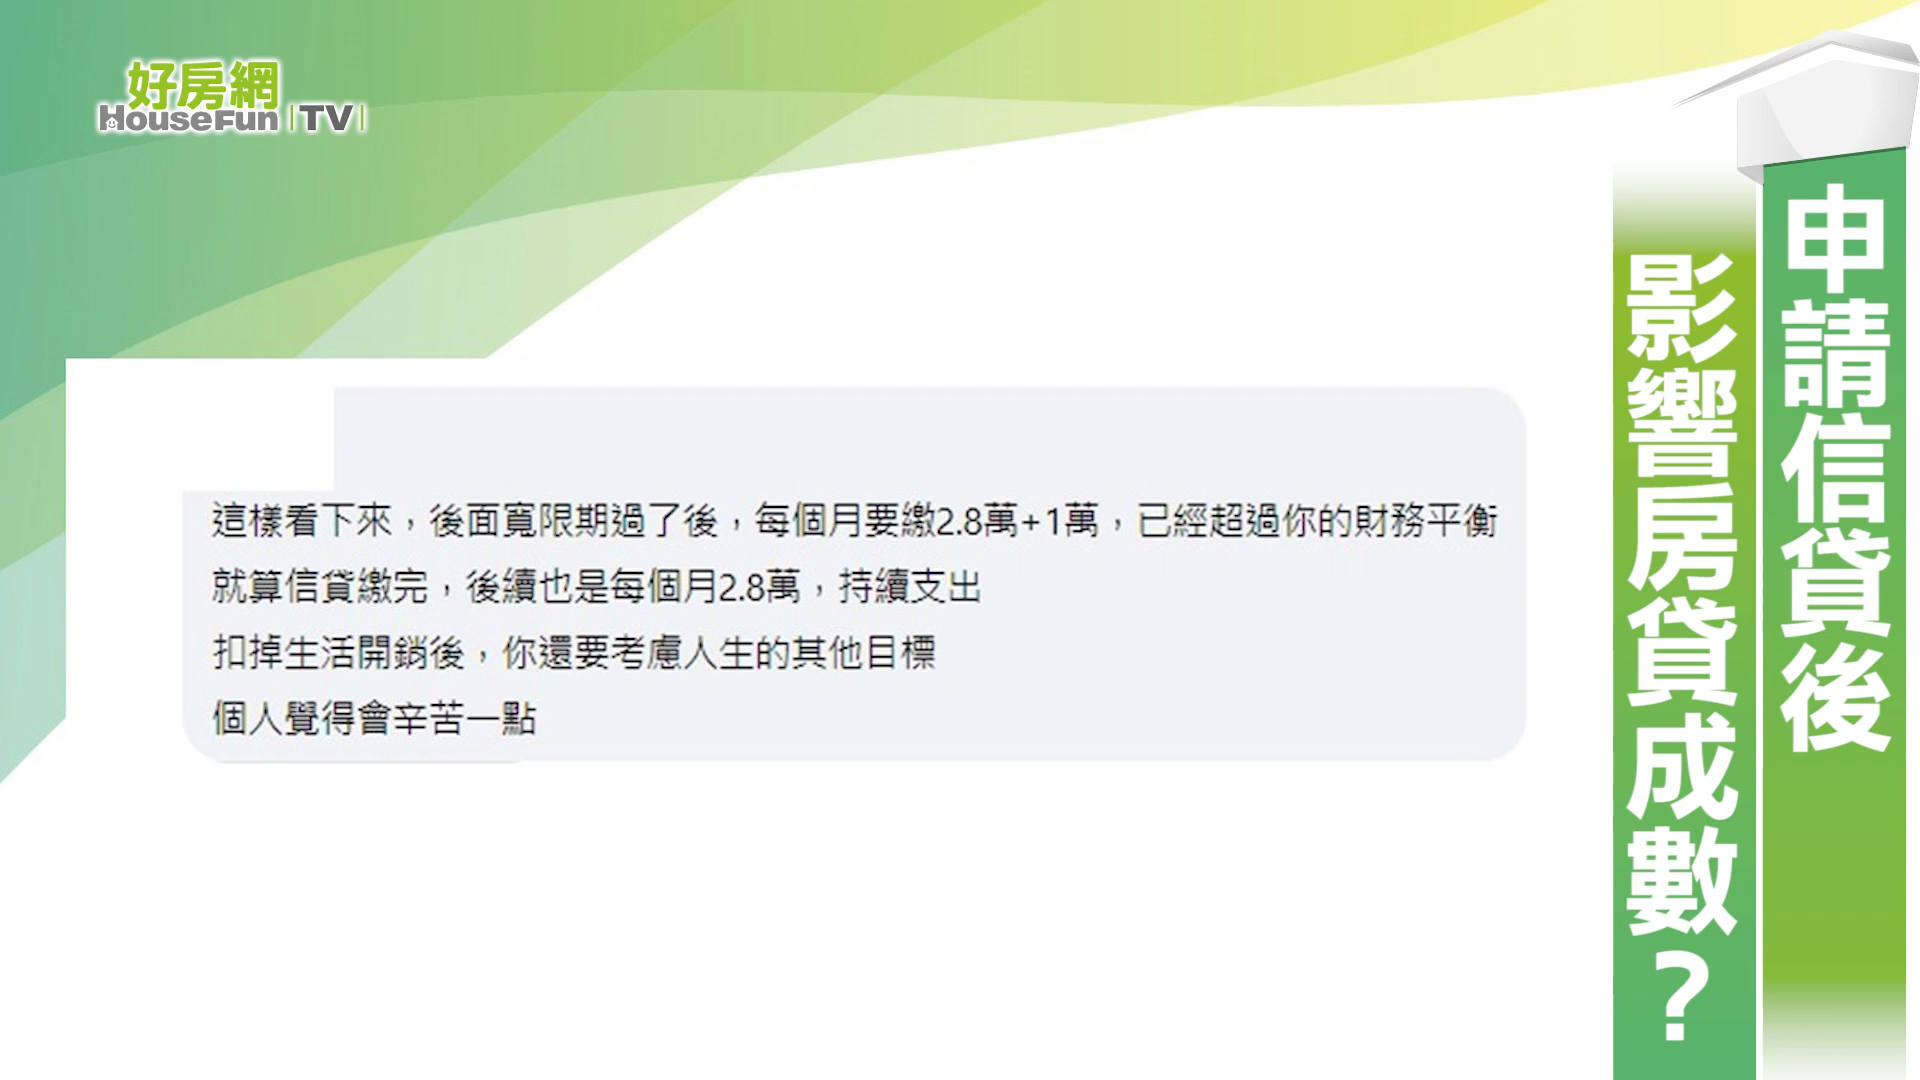 好房網
HouseFun TV
申請信貸後
影響房貸成數?
這樣看下來,後面寬限期過了後,每個月要繳2.8萬+1萬,已經超過你的財務平衡
就算信貸繳完,後續也是每個月2.8萬,持續支出
扣掉生活開銷後,你還要考慮人生的其他目標
個人覺得會辛苦一點